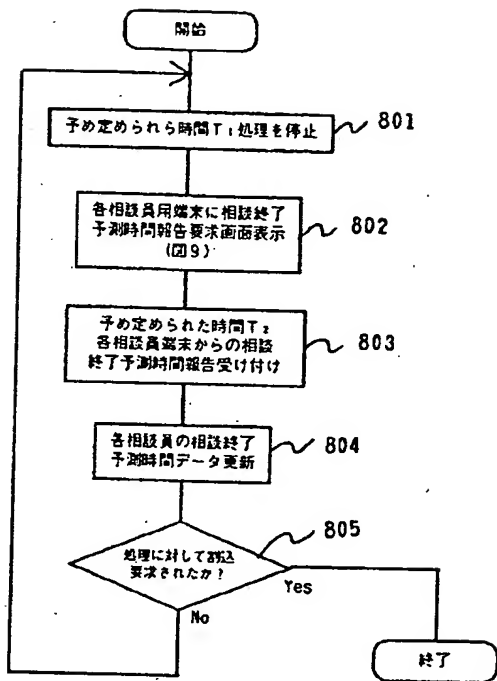 開始
予め定められら時間T₁処理を停止
801
各相談員用端末に相談終了
予測時間報告要求画面表示
(図9)
802
予め定められた時間T₂
各相談員端末からの相談
終了予測時間報告受け付け
803
各相談員の相談終了
予測時間データ更新
804
805
処理に対して割込
要求されたか？
Yes
No
終了